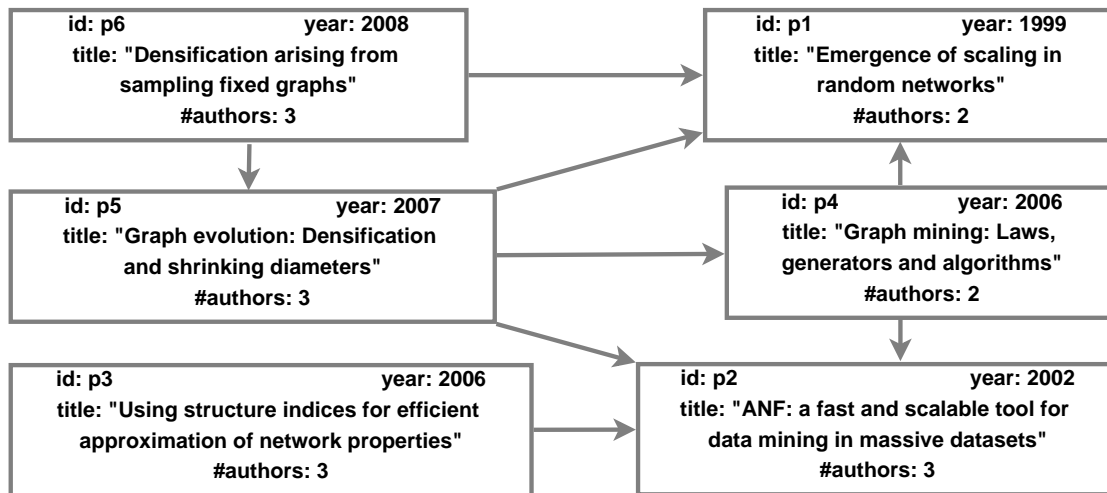 id: p6 year: 2008
title: "Densification arising from
sampling fixed graphs"
#authors: 3
id: p1 year: 1999
title: "Emergence of scaling in
random networks"
#authors: 2
id: p5 year: 2007
title: "Graph evolution: Densification
and shrinking diameters"
#authors: 3
id: p4 year: 2006
title: "Graph mining: Laws,
generators and algorithms"
#authors: 2
id: p3 year: 2006
title: "Using structure indices for efficient
approximation of network properties"
#authors: 3
id: p2 year: 2002
title: "ANF: a fast and scalable tool for
data mining in massive datasets"
#authors: 3